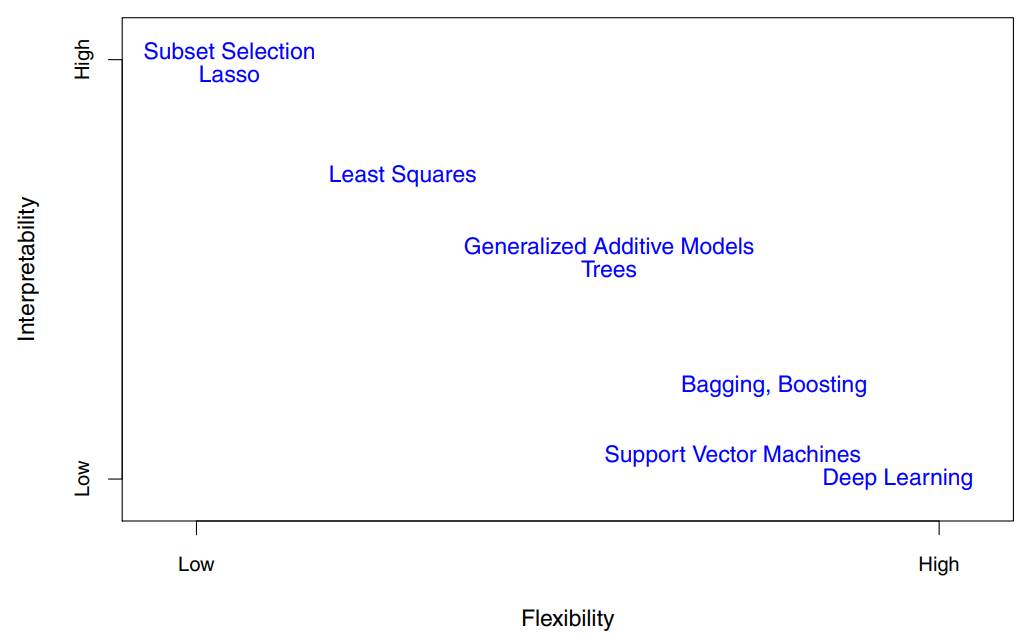 High
Subset Selection
Lasso
Least Squares
Interpretability
Generalized Additive Models
Trees
Bagging, Boosting
Support Vector Machines
Low
Deep Learning
Low
High
Flexibility